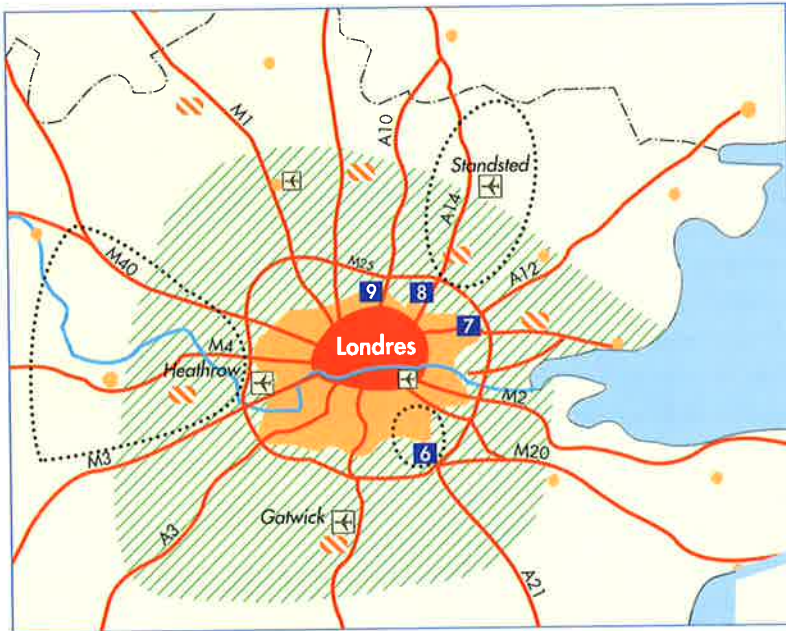 M1
A10
Standsted
A14
M40
M25
A12
9
8
7
Londres
M4
Heathrow
M2
M3
6
M20
Gatwick
A3
A21